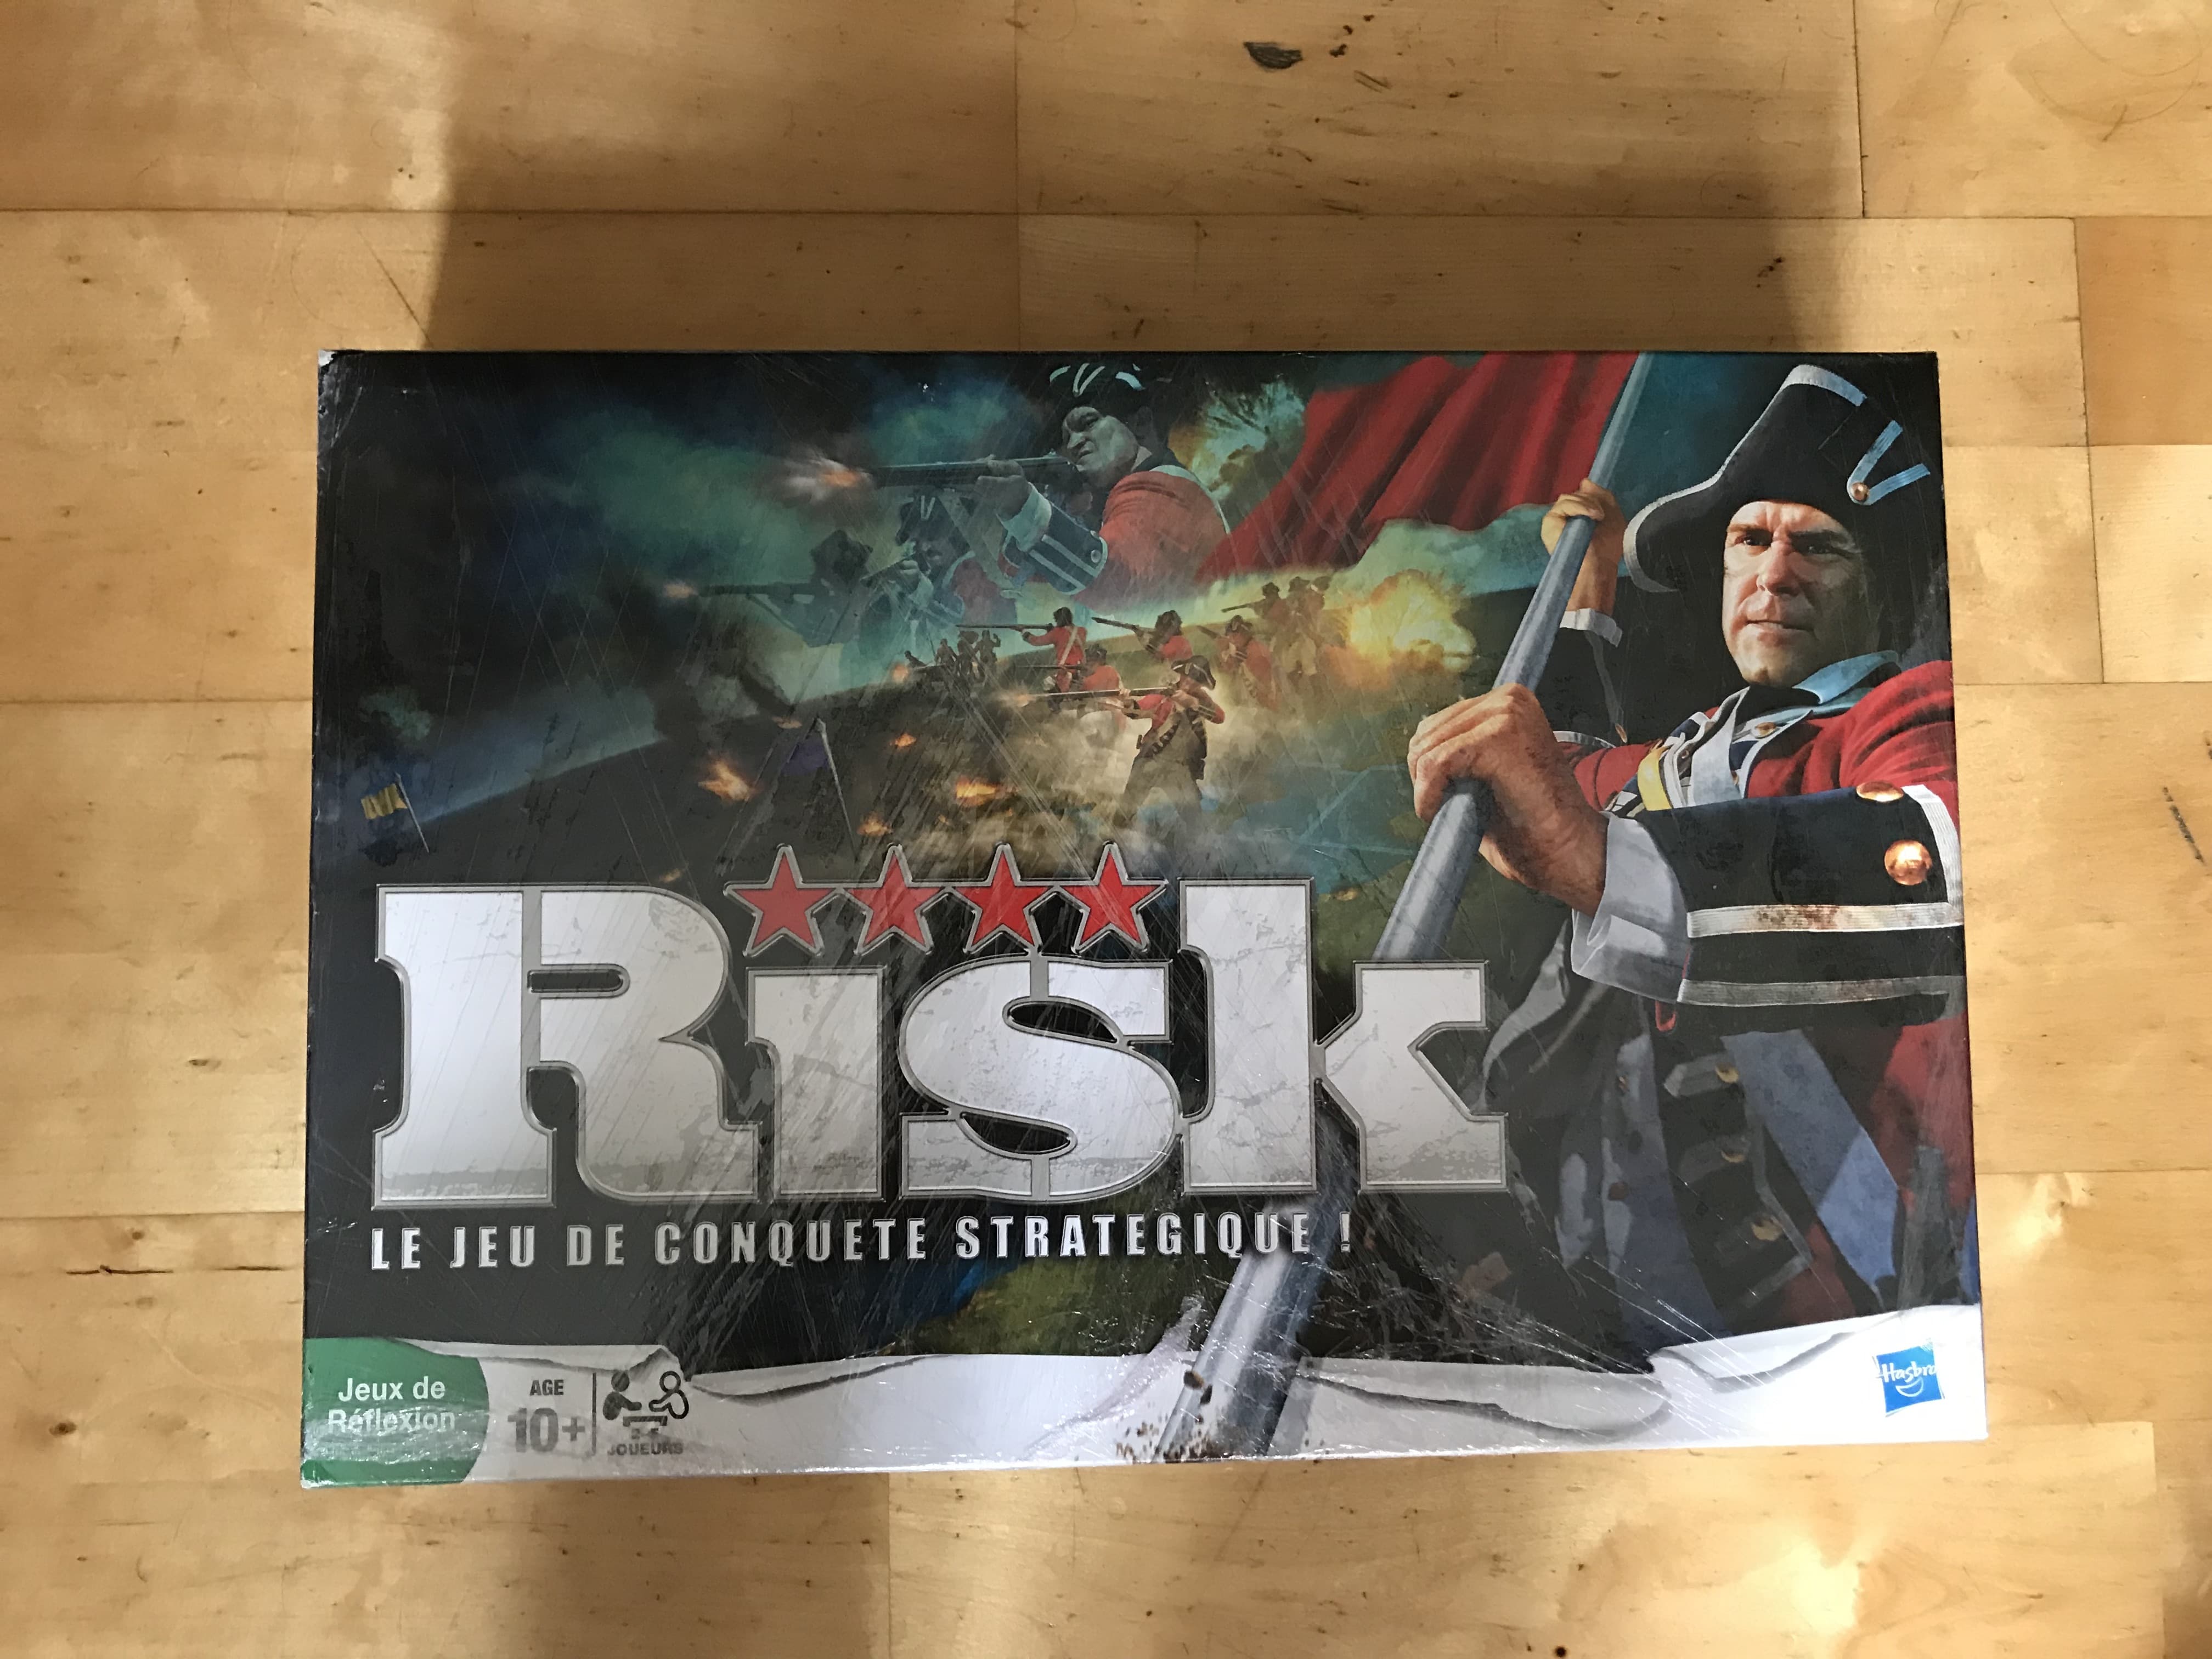 Risk
LE JEU DE CONQUETE STRATEGIQUE !
Jeux de
Réflexion
AGE
10+
JOUEURS
Hasbro